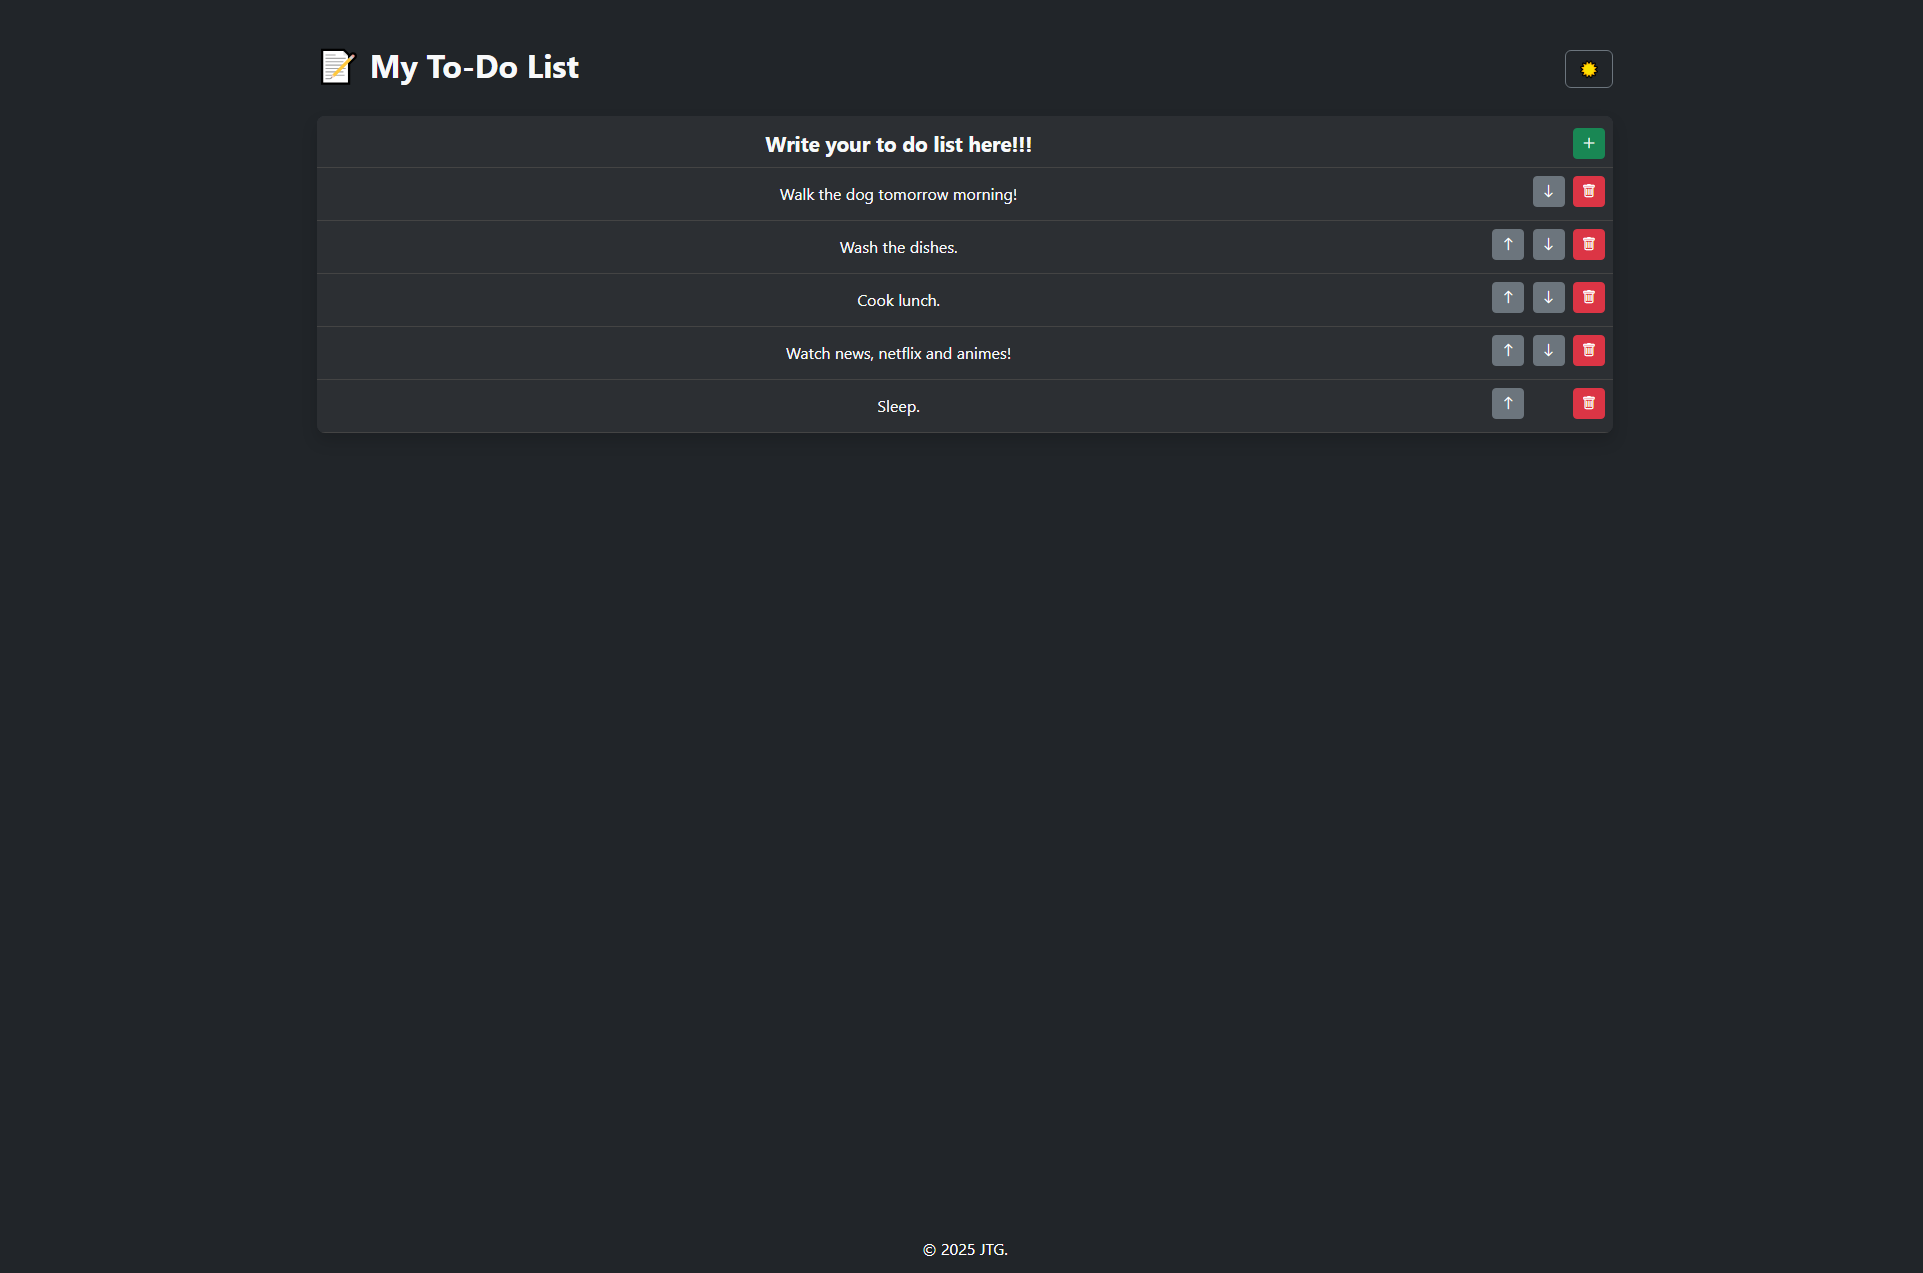 My To-Do List
Write your to do list here!!!
Walk the dog tomorrow morning!
Wash the dishes.
Cook lunch.
Watch news, netflix and animes!
Sleep.
© 2025 JTG.